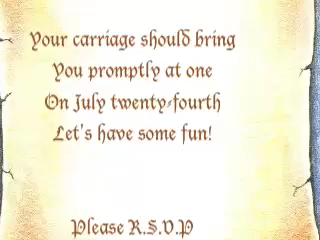 Your carriage should bring
You promptly at one
On July twenty-fourth
Let's have some fun!
Please R.S.V.P